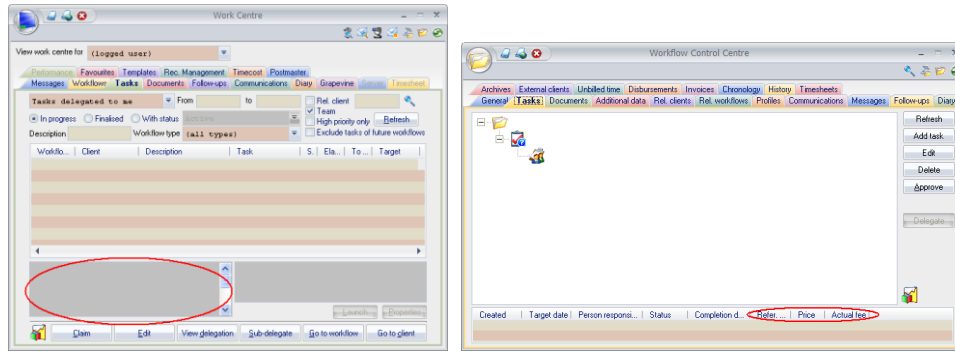 Work Centre
View work centre for (logged user)
Performance Favourites Templates Rec. Management Timecost Postmaster
Messages Workflows Tasks Documents Follow-ups Communications Diary Grapevine Timesheet
Tasks delegated to me From to Rel. client
Team
In progress Finalised With status Active High priority only Refresh
Description Workflow type (all types) Exclude tasks of future workflows
Workflo... Client Description Task S. Ela... To ... Target
Launch Properties
Claim Edit View delegation Sub-delegate Go to workflow Go to client
Workflow Control Centre
Archives External clients Unbilled time Disbursements Invoices Chronology History Timesheets
General Tasks Documents Additional data Rel. clients Rel. workflows Profiles Communications Messages Follow-ups Diary
Refresh
Add task
Edit
Delete
Approve
Delegate
Created Target date Person responsi... Status Completion d... Refer. ... Price Actual fee